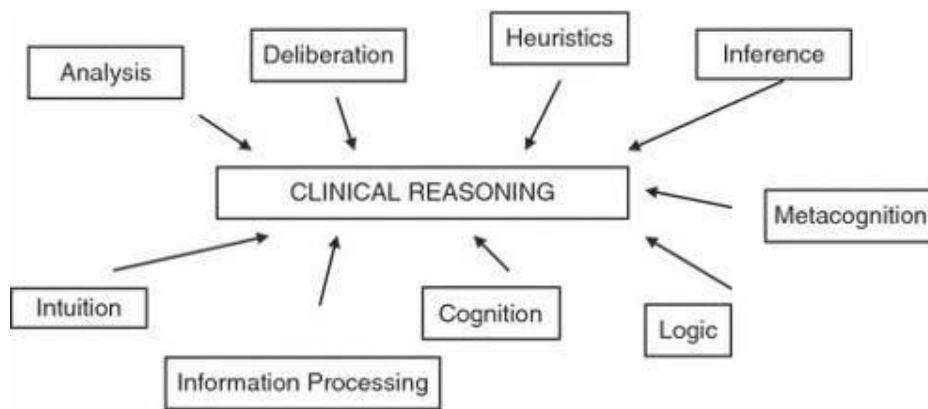 Heuristics
Deliberation
Inference
Analysis
CLINICAL REASONING
Metacognition
Intuition
Cognition
Logic
Information Processing